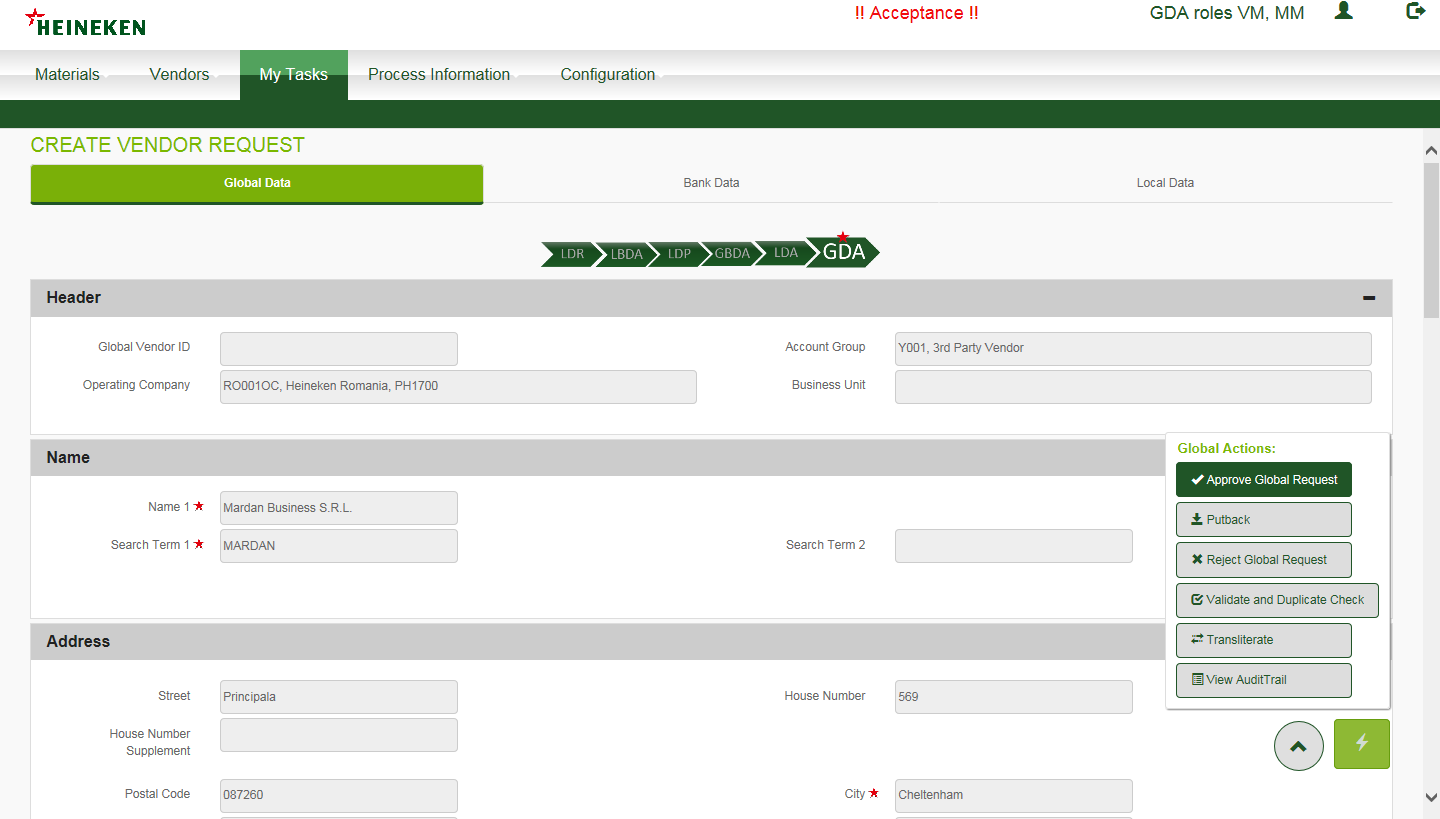 HEINEKEN
!! Acceptance !!
GDA roles VM, MM
Materials
Vendors
My Tasks
Process Information
Configuration
CREATE VENDOR REQUEST
Global Data
Bank Data
Local Data
LDR
LBDA
LDP
GBDA
LDA
GDA
Header
Global Vendor ID
Account Group
Y001, 3rd Party Vendor
Operating Company
RO001OC, Heineken Romania, PH1700
Business Unit
Name
Name 1
Mardan Business S.R.L.
Search Term 1
MARDAN
Search Term 2
Global Actions:
Approve Global Request
Putback
Reject Global Request
Validate and Duplicate Check
Transliterate
View AuditTrail
Address
Street
Principala
House Number
569
House Number
Supplement
Postal Code
087260
City
Cheltenham